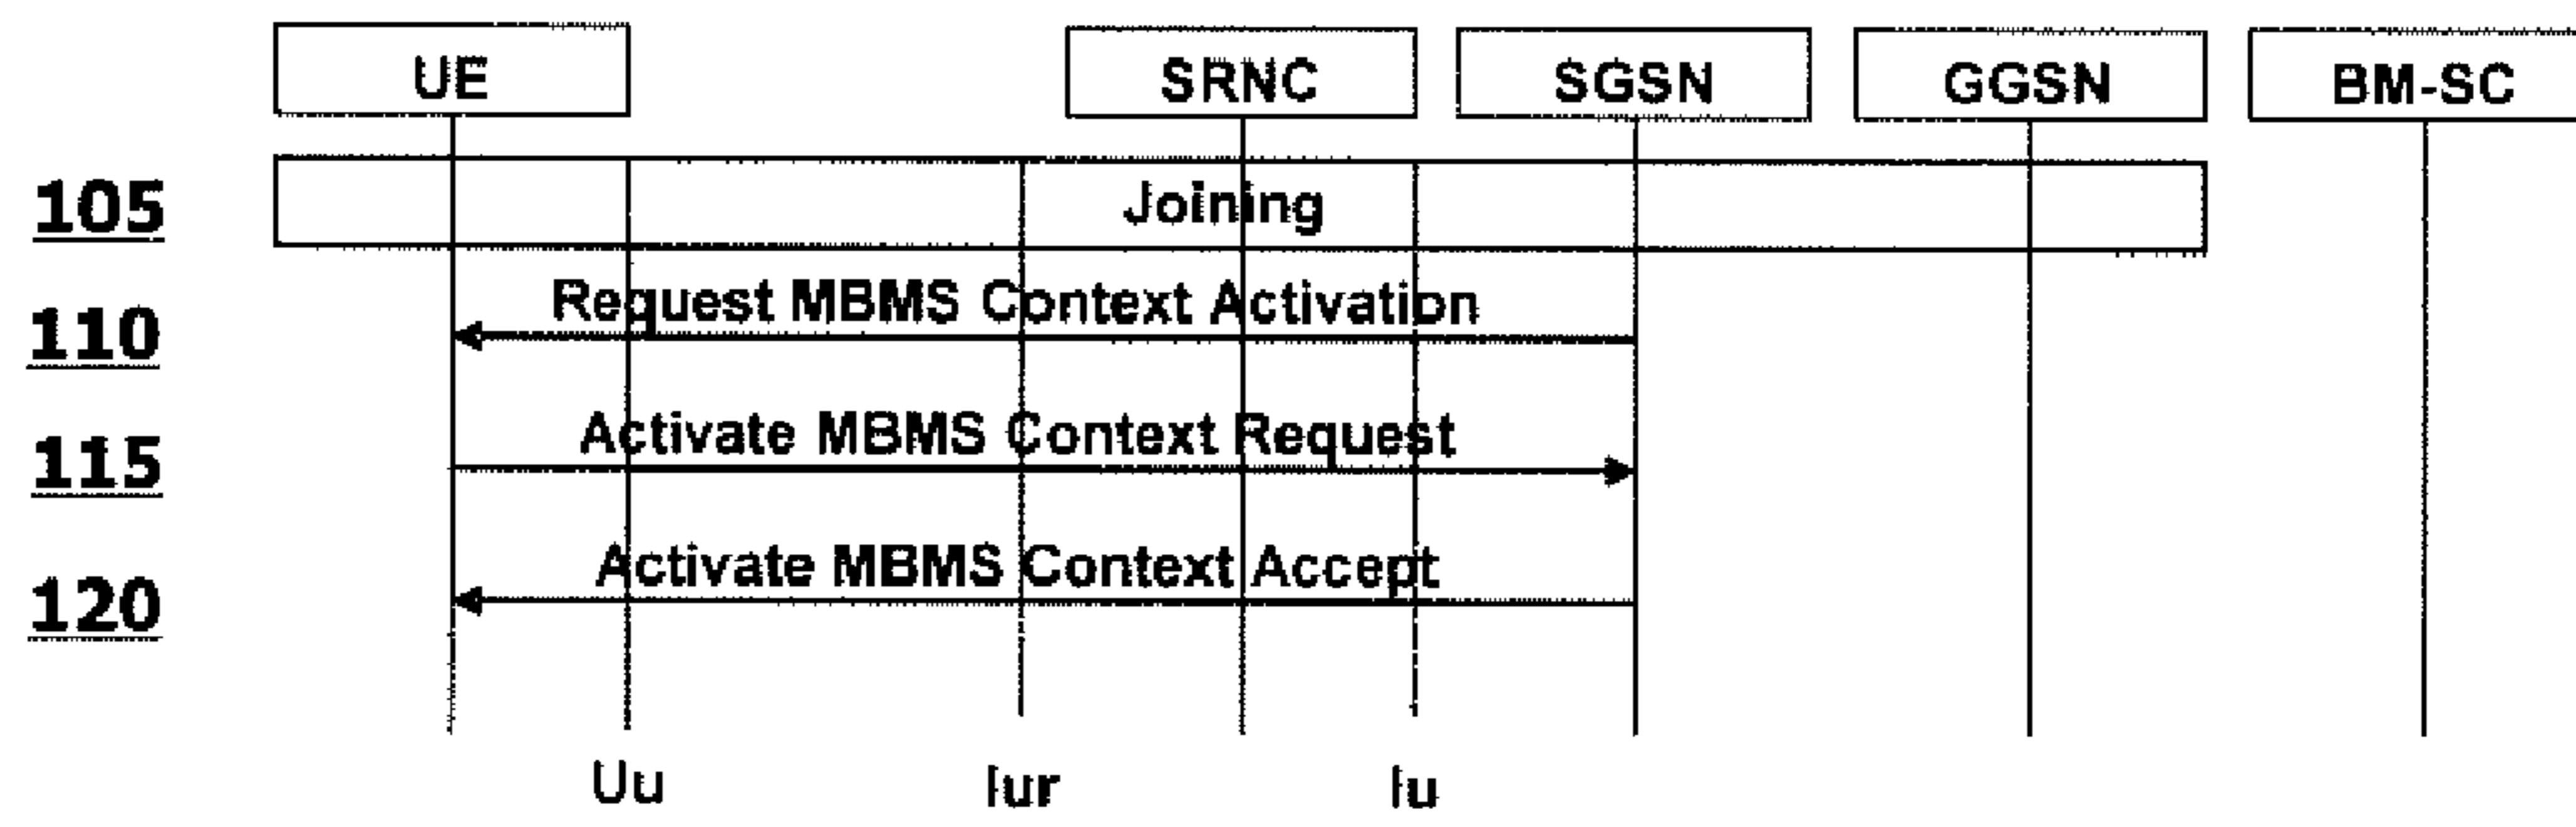 UE SRNC SGSN GGSN BM-SC
105 Joining
110 Request MBMS Context Activation
115 Activate MBMS Context Request
120 Activate MBMS Context Accept
Uu Iur Iu